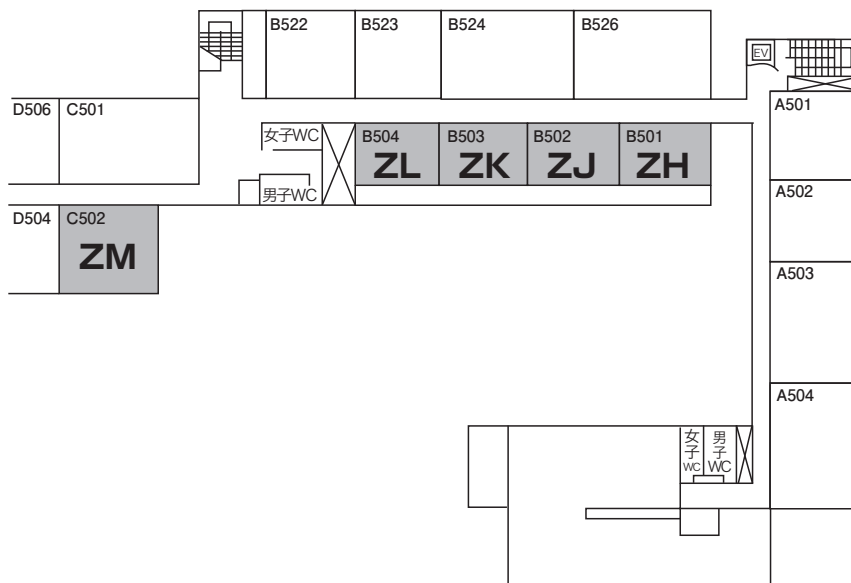 B522
B523
B524
B526
EV
D506
C501
A501
女子WC
B504
ZL
B503
ZK
B502
ZJ
B501
ZH
男子WC
A502
D504
C502
ZM
A503
A504
女子WC
男子WC